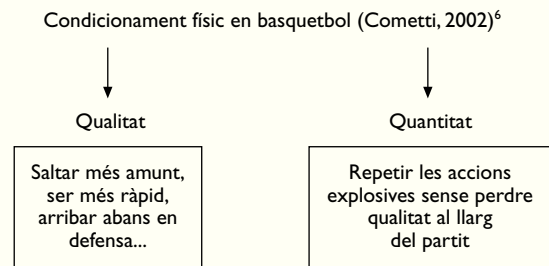 Condicionament físic en basquetbol (Cometti, 2002)⁶
Qualitat
Quantitat
Saltar més amunt,
ser més ràpid,
arribar abans en
defensa...
Repetir les accions
explosives sense perdre
qualitat al llarg
del partit